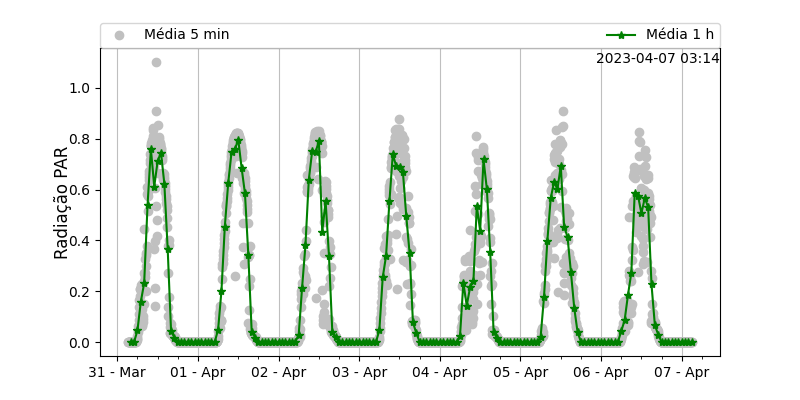 Média 5 min
Média 1 h
2023-04-07 03:14
Radiação PAR
1.0
0.8
0.6
0.4
0.2
0.0
31 - Mar
01 - Apr
02 - Apr
03 - Apr
04 - Apr
05 - Apr
06 - Apr
07 - Apr